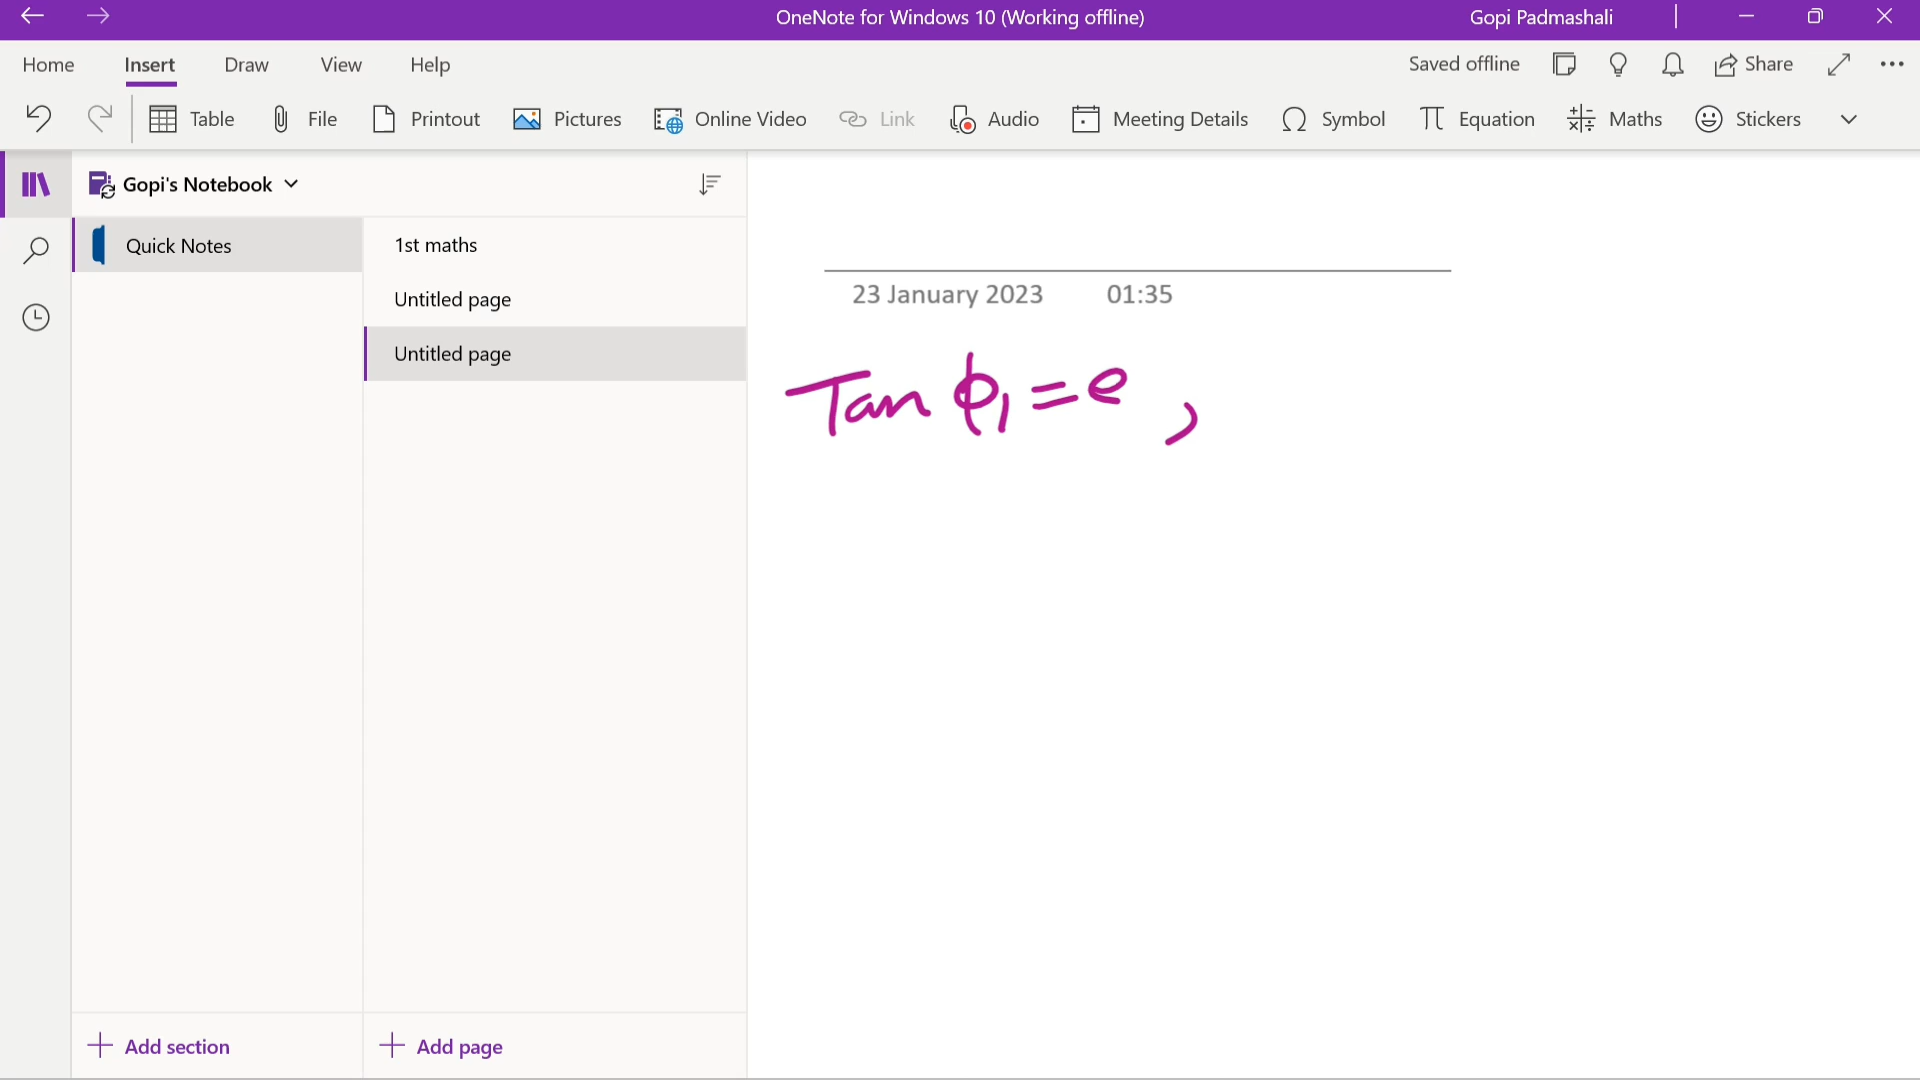 OneNote for Windows 10 (Working offline) Gopi Padmashali
Home Insert Draw View Help Saved offline Share
Table File Printout Pictures Online Video Link Audio Meeting Details Symbol Equation Maths Stickers
Gopi's Notebook
Quick Notes
1st maths
Untitled page
Untitled page
23 January 2023 01:35
Tan ϕ₁ = e ,
Add section Add page